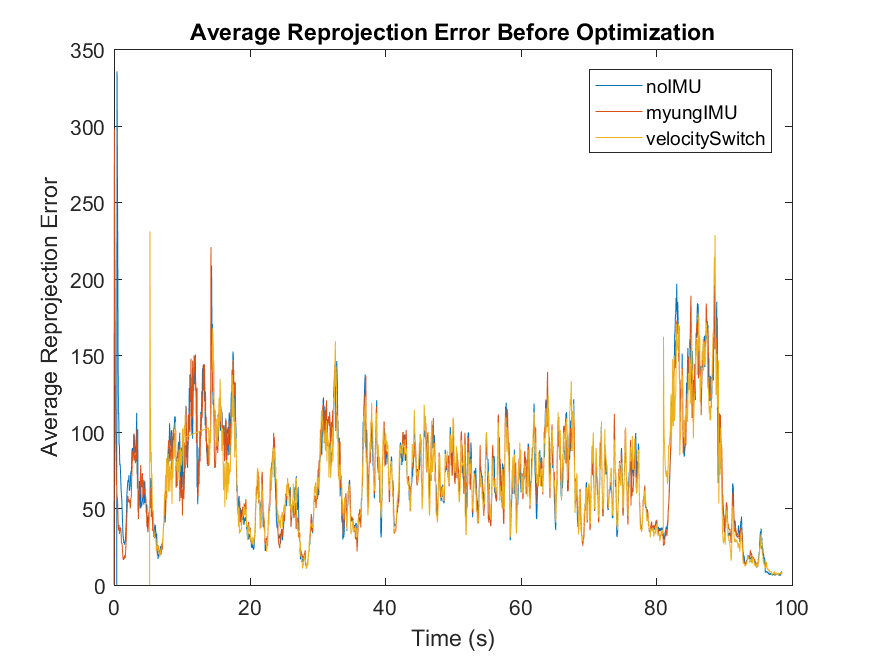 Average Reprojection Error Before Optimization
350
300
250
200
150
100
50
0
Average Reprojection Error
noIMU
myungIMU
velocitySwitch
0 20 40 60 80 100
Time (s)